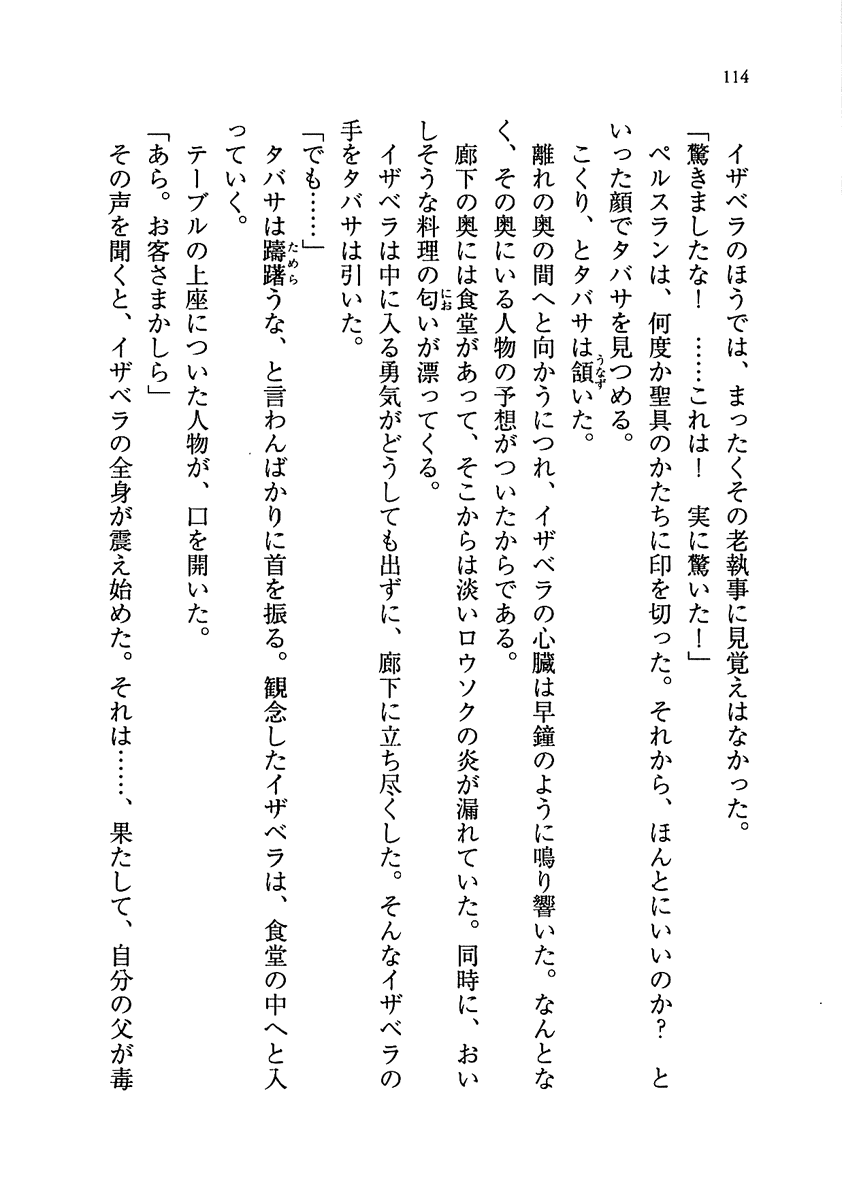 114
　イザベラのほうでは、まったくその老執事に見覚えはなかった。
「驚きましたな！　……これは！　実に驚いた！」
　ペルスランは、何度か聖具のかたちに印を切った。それから、ほんとにいいのか？　と
いった顔でタバサを見つめる。
　こくり、とタバサは頷いた。
　離れの奥の間へと向かうにつれ、イザベラの心臓は早鐘のように鳴り響いた。なんとな
く、その奥にいる人物の予想がついたからである。
　廊下の奥には食堂があって、そこからは淡いロウソクの炎が漏れていた。同時に、おい
しそうな料理の匂いが漂ってくる。
　イザベラは中に入る勇気がどうしても出ずに、廊下に立ち尽くした。そんなイザベラの
手をタバサは引いた。
「でも……」
　タバサは躊躇うな、と言わんばかりに首を振る。観念したイザベラは、食堂の中へと入
っていく。
　テーブルの上座についた人物が、口を開いた。
「あら。お客さまかしら」
　その声を聞くと、イザベラの全身が震え始めた。それは……、果たして、自分の父が毒